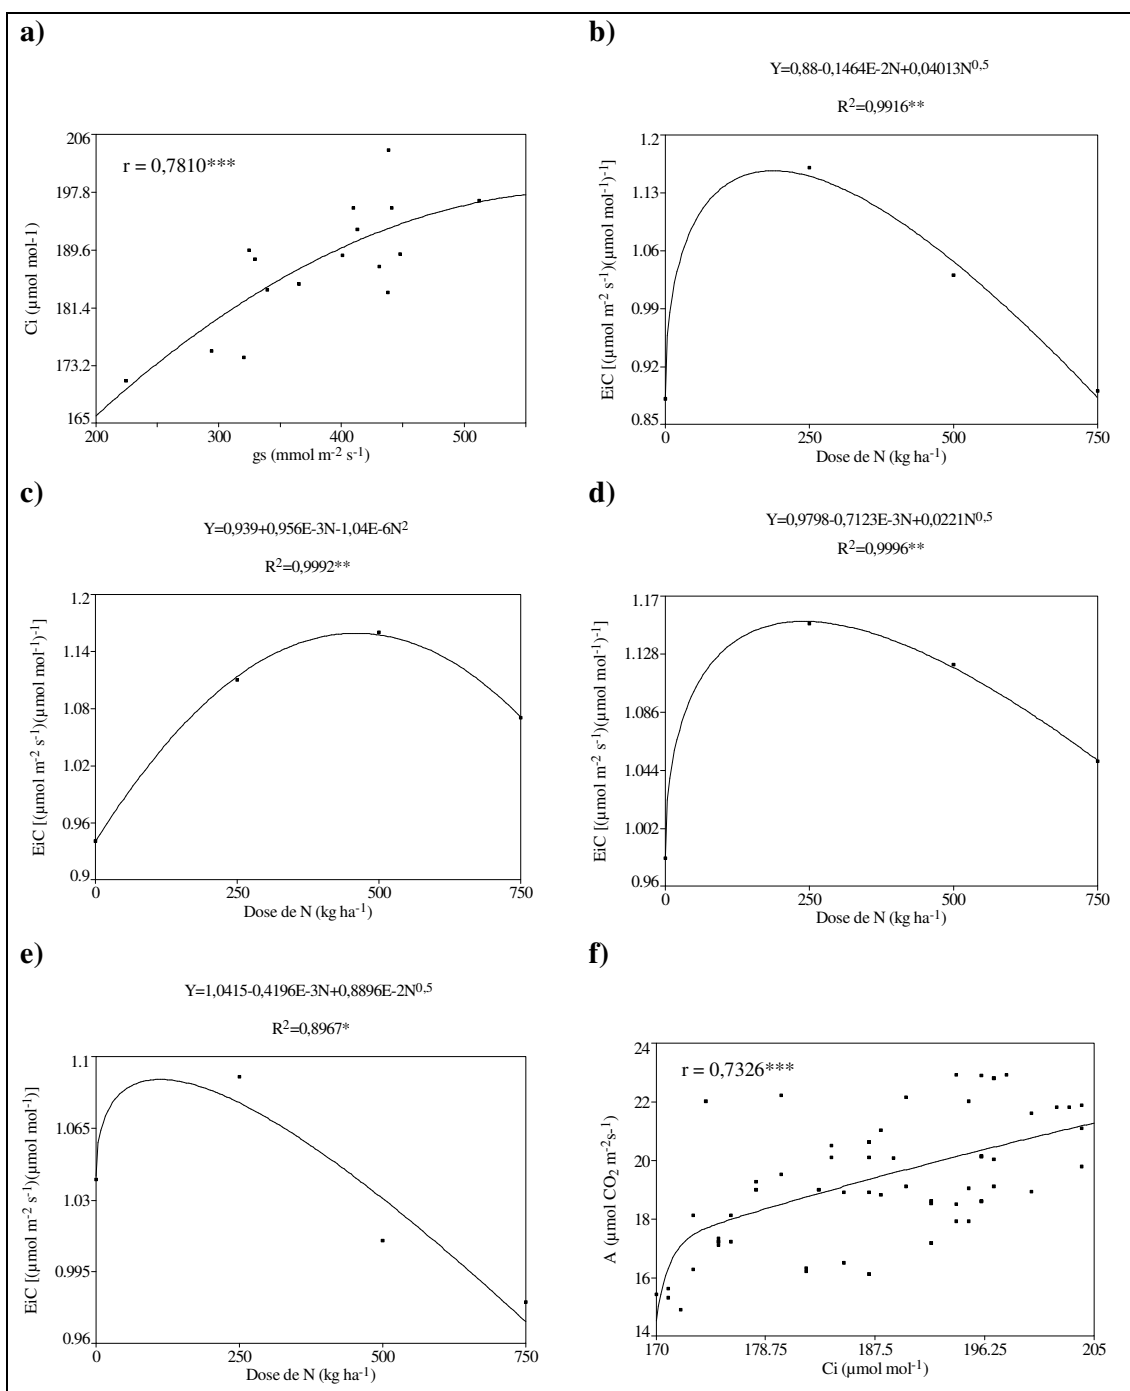 a)
r = 0,7810***
206
197.8
189.6
181.4
173.2
165
200
300
400
500
Ci (µmol mol-1)
gs (mmol m-2 s-1)
b)
Y=0,88-0,1464E-2N+0,04013N0,5
R2=0,9916**
1.2
1.13
1.06
0.99
0.92
0.85
0
250
500
750
EiC [(µmol m-2 s-1)(µmol mol-1)-1]
Dose de N (kg ha-1)
c)
Y=0,939+0,956E-3N-1,04E-6N2
R2=0,9992**
1.2
1.14
1.08
1.02
0.96
0.9
0
250
500
750
EiC [(µmol m-2 s-1)(µmol mol-1)-1]
Dose de N (kg ha-1)
d)
Y=0,9798-0,7123E-3N+0,0221N0,5
R2=0,9996**
1.17
1.128
1.086
1.044
1.002
0.96
0
250
500
750
EiC [(µmol m-2 s-1)(µmol mol-1)-1]
Dose de N (kg ha-1)
e)
Y=1,0415-0,4196E-3N+0,8896E-2N0,5
R2=0,8967*
1.1
1.065
1.03
0.995
0.96
0
250
500
750
EiC [(µmol m-2 s-1)(µmol mol-1)]
Dose de N (kg ha-1)
f)
r = 0,7326***
24
22
20
18
16
14
170
178.75
187.5
196.25
205
A (µmol CO2 m-2s-1)
Ci (µmol mol-1)